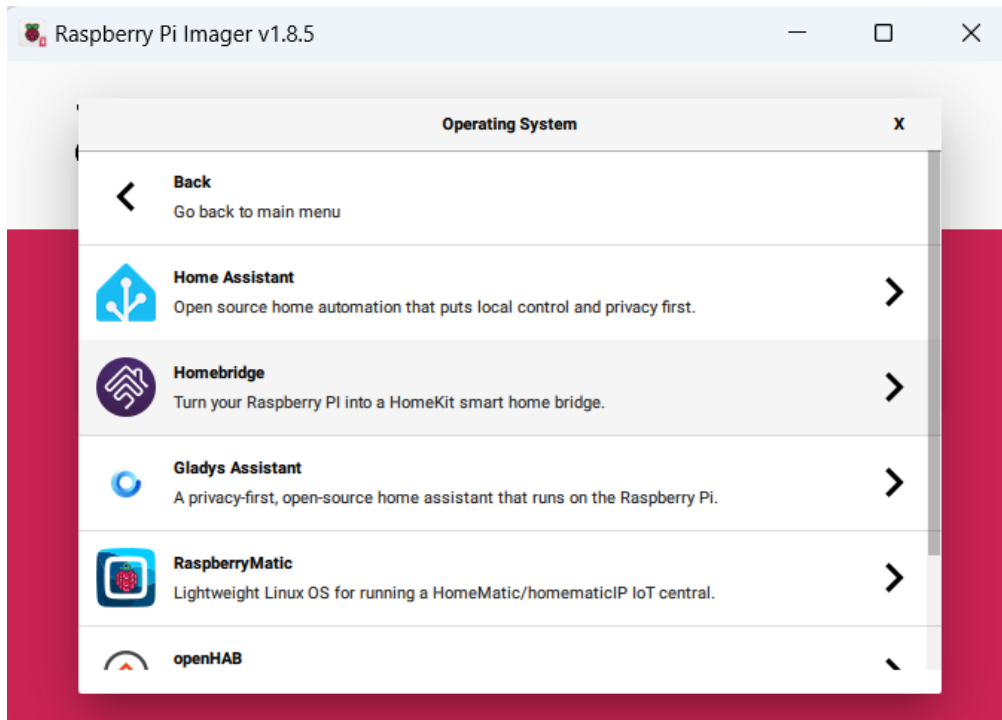 Raspberry Pi Imager v1.8.5
Operating System X
Back
Go back to main menu
Home Assistant
Open source home automation that puts local control and privacy first.
Homebridge
Turn your Raspberry PI into a HomeKit smart home bridge.
Gladys Assistant
A privacy-first, open-source home assistant that runs on the Raspberry Pi.
RaspberryMatic
Lightweight Linux OS for running a HomeMatic/homematicIP IoT central.
openHAB